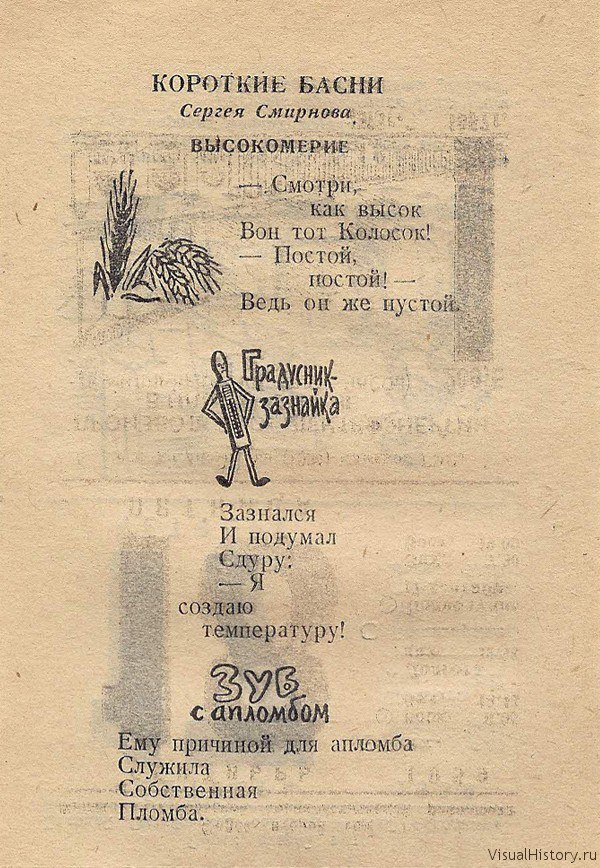 КОРОТКИЕ БАСНИ
Сергея Смирнова
ВЫСОКОМЕРИЕ
— Смотри,
как высок
Вон тот Колосок!
— Постой,
постой! —
Ведь он же пустой.
Градусник-
зазнайка
Зазнался
И подумал
Сдуру:
— Я
создаю
температуру!
Зуб
с апломбом
Ему причиной для апломба
Служила
Собственная
Пломба.
VisualHistory.ru